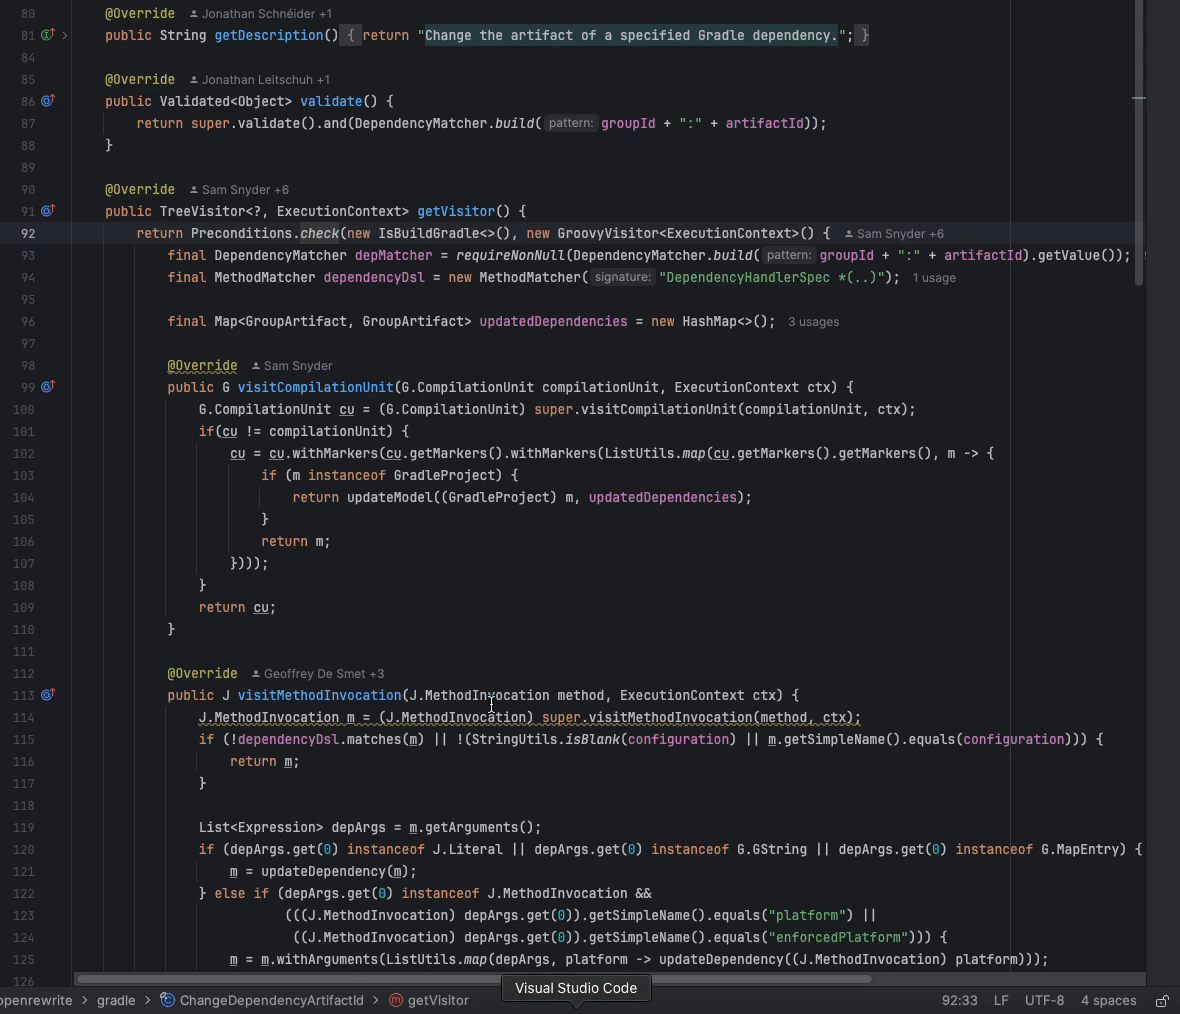 80 @Override Jonathan Schnéider +1
81 public String getDescription() { return "Change the artifact of a specified Gradle dependency."; }
84
85 @Override Jonathan Leitschuh +1
86 public Validated<Object> validate() {
87 return super.validate().and(DependencyMatcher.build( pattern: groupId + ":" + artifactId));
88 }
89
90 @Override Sam Snyder +6
91 public TreeVisitor<?, ExecutionContext> getVisitor() {
92 return Preconditions.check(new IsBuildGradle<>(), new GroovyVisitor<ExecutionContext>() { Sam Snyder +6
93 final DependencyMatcher depMatcher = requireNonNull(DependencyMatcher.build( pattern: groupId + ":" + artifactId).getValue());
94 final MethodMatcher dependencyDsl = new MethodMatcher( signature: "DependencyHandlerSpec *(..)"); 1 usage
95
96 final Map<GroupArtifact, GroupArtifact> updatedDependencies = new HashMap<>(); 3 usages
97
98 @Override Sam Snyder
99 public G visitCompilationUnit(G.CompilationUnit compilationUnit, ExecutionContext ctx) {
100 G.CompilationUnit cu = (G.CompilationUnit) super.visitCompilationUnit(compilationUnit, ctx);
101 if(cu != compilationUnit) {
102 cu = cu.withMarkers(cu.getMarkers().withMarkers(ListUtils.map(cu.getMarkers().getMarkers(), m -> {
103 if (m instanceof GradleProject) {
104 return updateModel((GradleProject) m, updatedDependencies);
105 }
106 return m;
107 })));
108 }
109 return cu;
110 }
111
112 @Override Geoffrey De Smet +3
113 public J visitMethodInvocation(J.MethodInvocation method, ExecutionContext ctx) {
114 J.MethodInvocation m = (J.MethodInvocation) super.visitMethodInvocation(method, ctx);
115 if (!dependencyDsl.matches(m) || !(StringUtils.isBlank(configuration) || m.getSimpleName().equals(configuration))) {
116 return m;
117 }
118
119 List<Expression> depArgs = m.getArguments();
120 if (depArgs.get(0) instanceof J.Literal || depArgs.get(0) instanceof G.GString || depArgs.get(0) instanceof G.MapEntry) {
121 m = updateDependency(m);
122 } else if (depArgs.get(0) instanceof J.MethodInvocation &&
123 (((J.MethodInvocation) depArgs.get(0)).getSimpleName().equals("platform") ||
124 ((J.MethodInvocation) depArgs.get(0)).getSimpleName().equals("enforcedPlatform"))) {
125 m = m.withArguments(ListUtils.map(depArgs, platform -> updateDependency((J.MethodInvocation) platform)));
126
Visual Studio Code
openrewrite > gradle > ChangeDependencyArtifactId > getVisitor 92:33 LF UTF-8 4 spaces